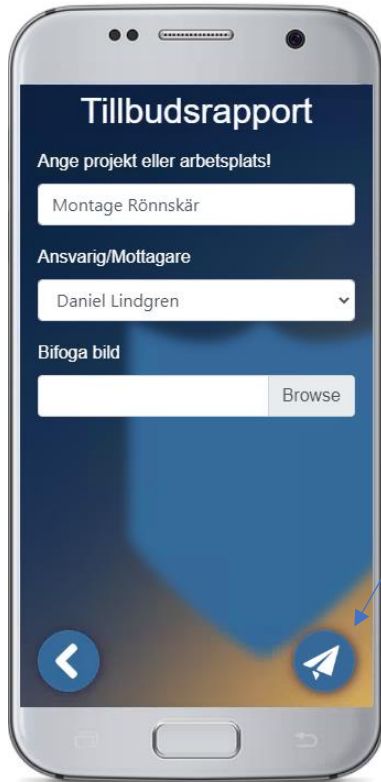 Tillbudsrapport
Ange projekt eller arbetsplats!
Montage Rönnskär
Ansvarig/Mottagare
Daniel Lindgren
Bifoga bild
Browse